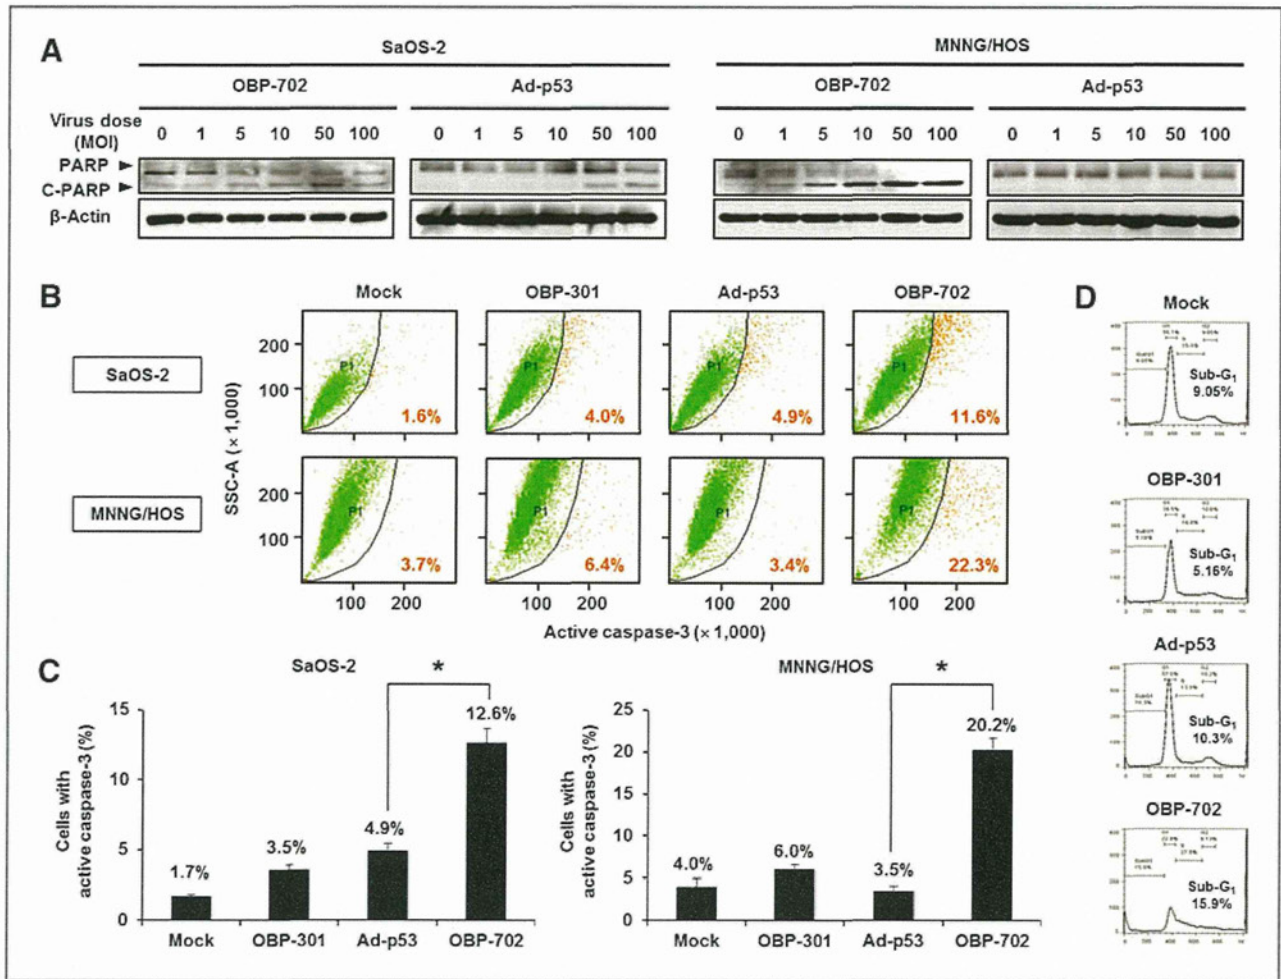 A
SaOS-2
MNNG/HOS
OBP-702
Ad-p53
OBP-702
Ad-p53
Virus dose
(MOI)
0 1 5 10 50 100
0 1 5 10 50 100
0 1 5 10 50 100
0 1 5 10 50 100
PARP
C-PARP
β-Actin
B
Mock
OBP-301
Ad-p53
OBP-702
SaOS-2
MNNG/HOS
SSC-A (× 1,000)
200
100
200
100
P1
1.6%
P1
4.0%
P1
4.9%
P1
11.6%
P1
3.7%
P1
6.4%
P1
3.4%
P1
22.3%
100 200
100 200
100 200
100 200
Active caspase-3 (× 1,000)
C
SaOS-2
*
Cells with
active caspase-3 (%)
15
10
5
0
1.7%
3.5%
4.9%
12.6%
Mock
OBP-301
Ad-p53
OBP-702
MNNG/HOS
*
Cells with
active caspase-3 (%)
25
20
15
10
5
0
4.0%
6.0%
3.5%
20.2%
Mock
OBP-301
Ad-p53
OBP-702
D
Mock
Sub-G1
9.05%
OBP-301
Sub-G1
5.16%
Ad-p53
Sub-G1
10.3%
OBP-702
Sub-G1
15.9%